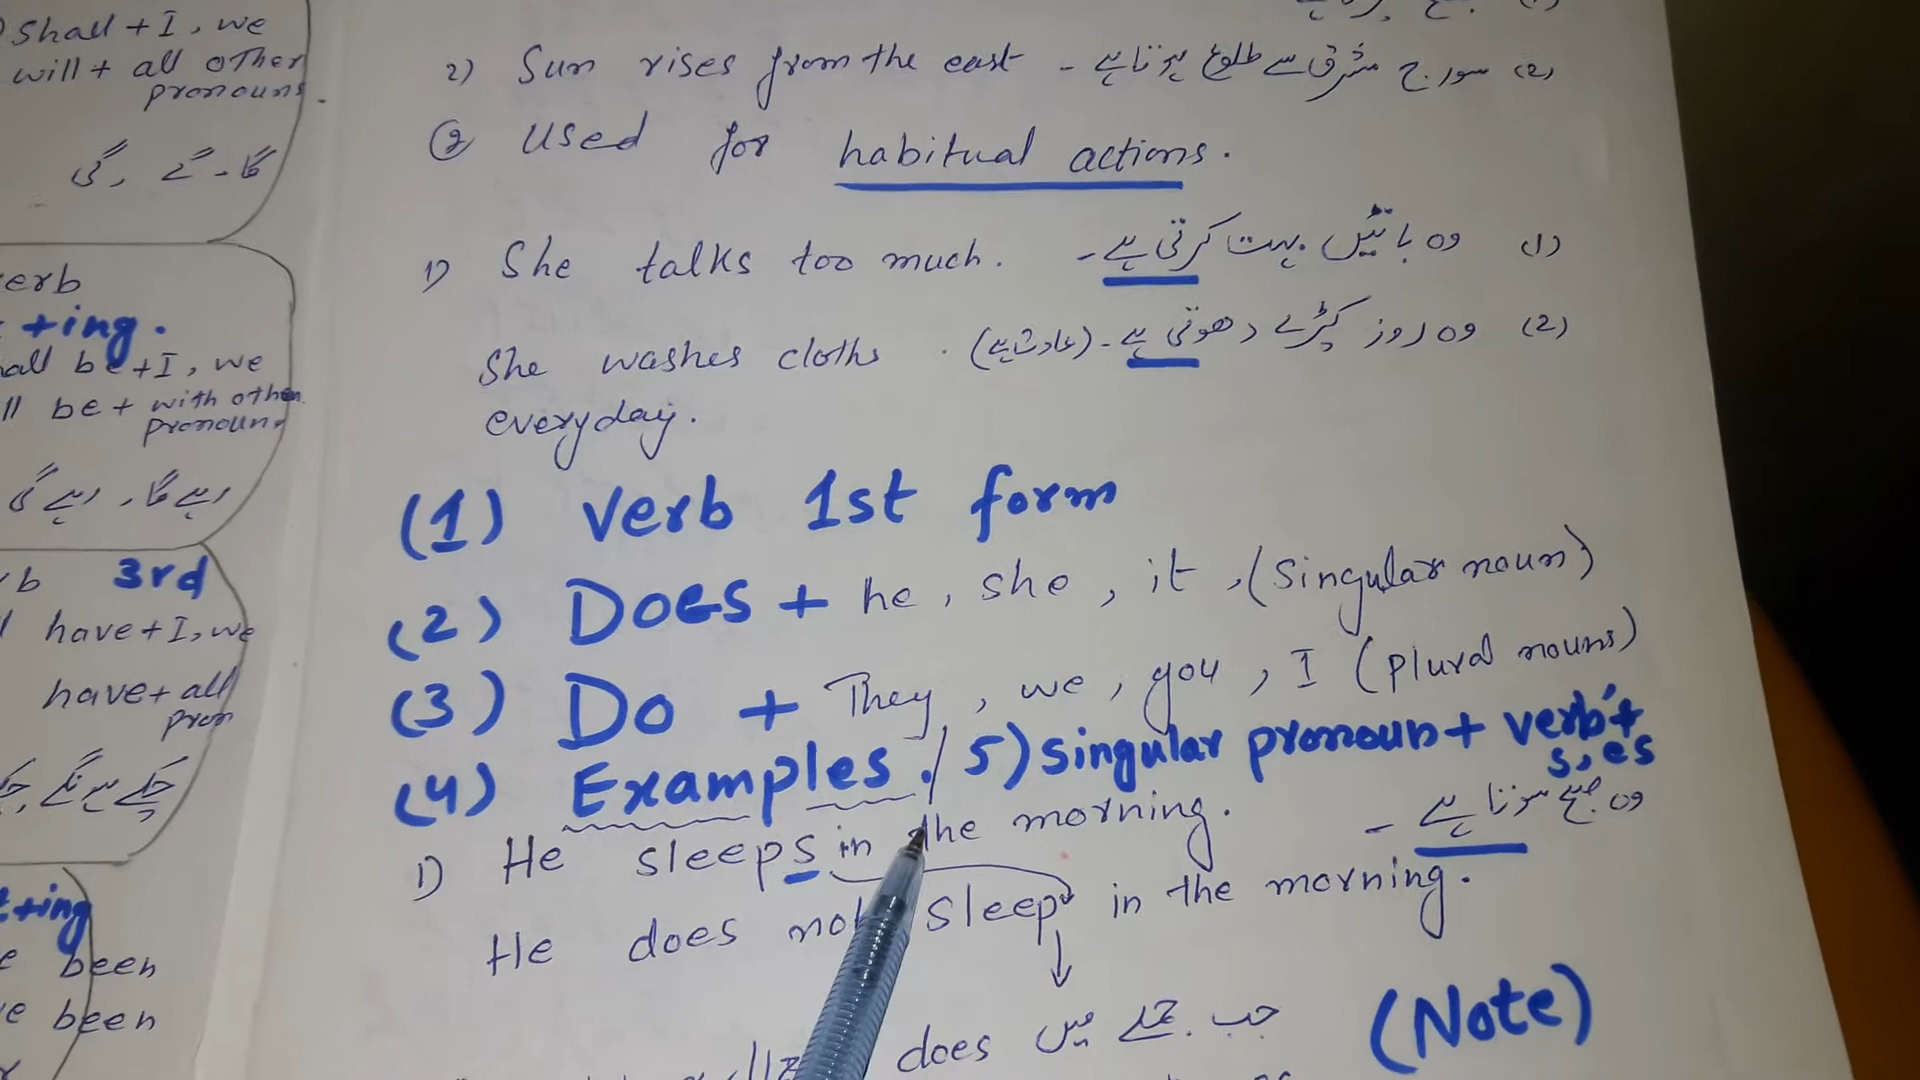 Shall + I, we
will + all other
pronouns.
گا۔ گے، گی
erb
+ing.
all be + I, we
ll be + with other
pronouns
رہے گا، رہے گی
b 3rd
have + I, we
have + all
pron
+ing
e been
e been
2) Sun rises from the east - سورج مشرق سے طلوع ہوتا ہے (2)
② Used for habitual actions.
1) She talks too much. وہ باتیں بہت کرتی ہے۔ (1)
She washes cloths (2) وہ روز کپڑے دھوتی ہے۔ (عادت ہے)
everyday.
(1) Verb 1st form
(2) DOES + he, she, it, (Singular noun)
(3) Do + They, we, you, I (plural nouns)
(4) Examples. / 5) singular pronoun + verb + s, es
1) He sleeps in the morning. وہ صبح سوتا ہے۔
He does not sleep in the morning.
does جب جملے میں (Note)